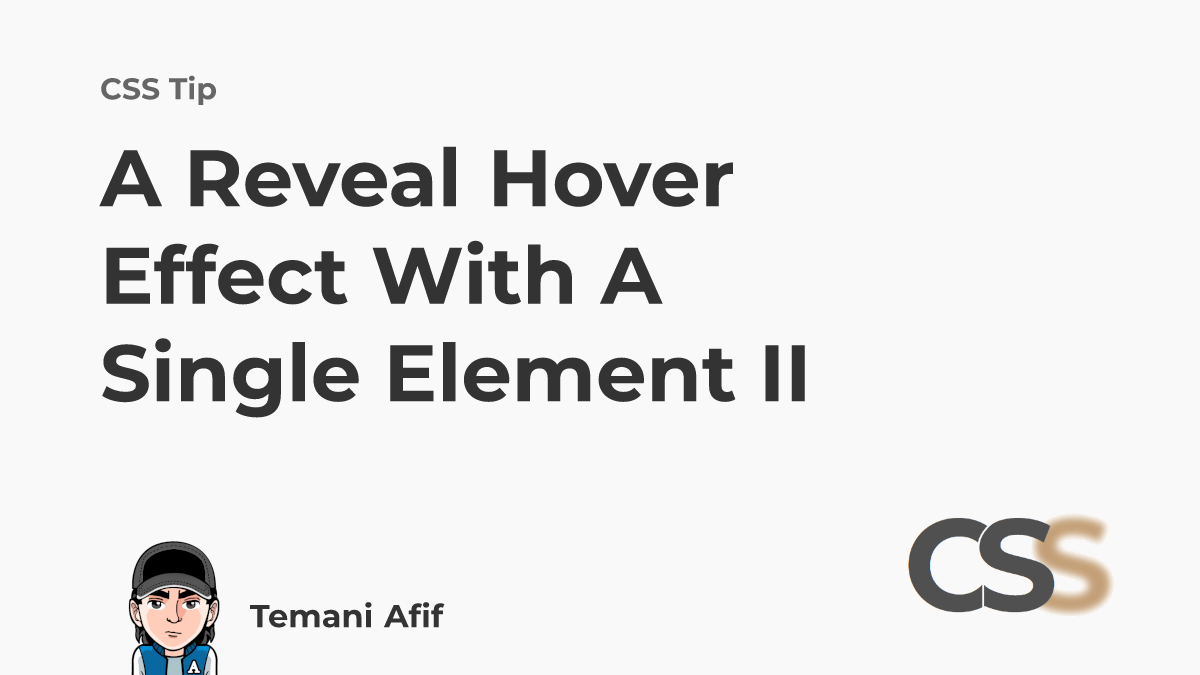 CSS Tip
A Reveal Hover
Effect With A
Single Element II
A
Temani Afif
CSS